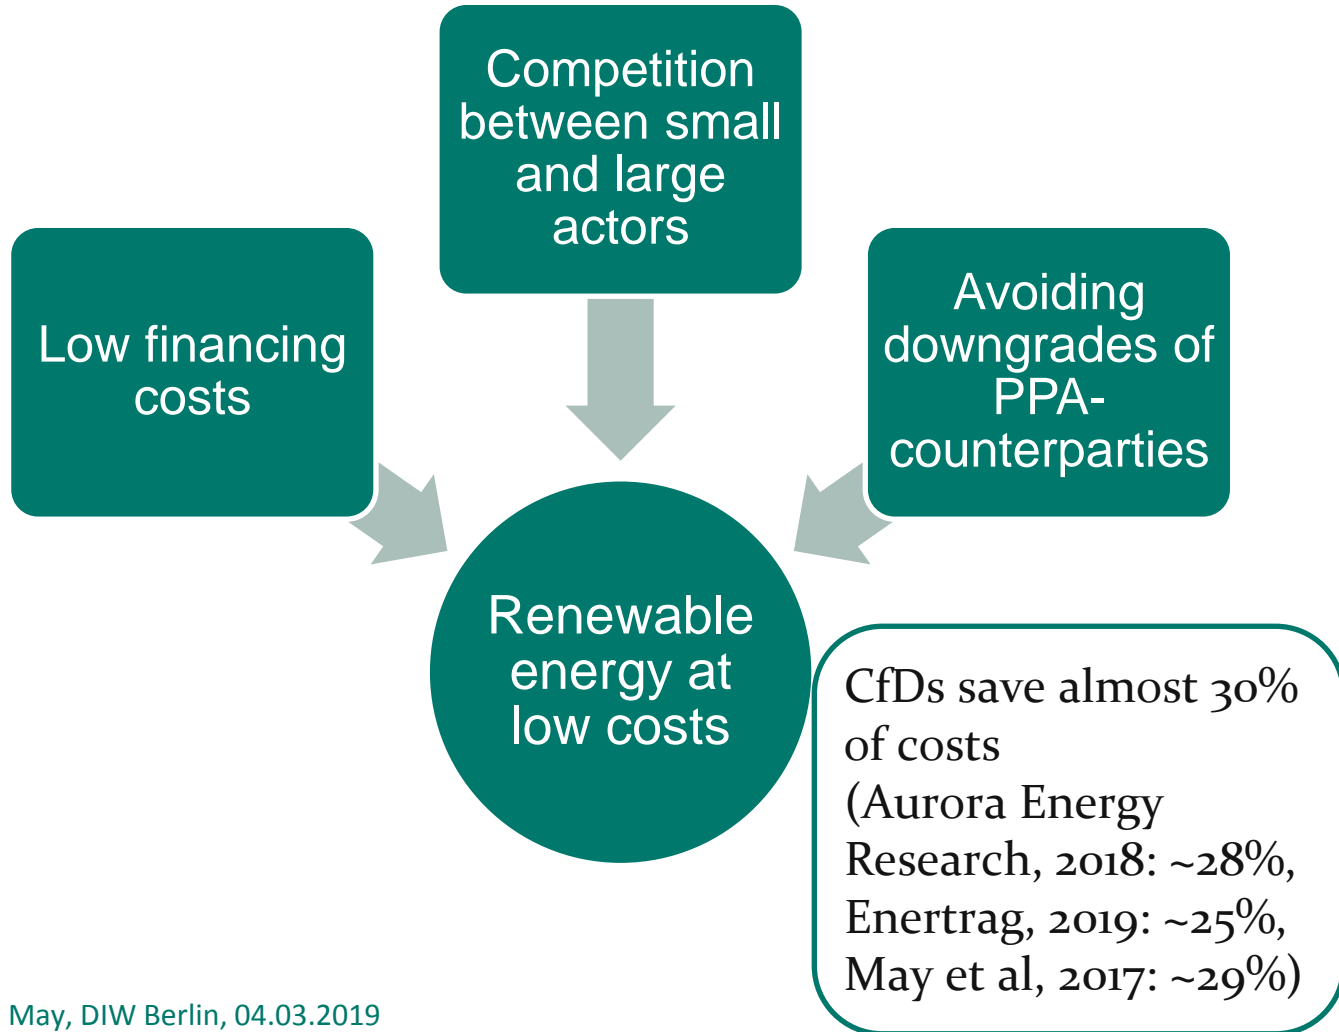 Competition
between small
and large
actors
Low financing
costs
Avoiding
downgrades of
PPA-
counterparties
Renewable
energy at
low costs
CfDs save almost 30%
of costs
(Aurora Energy
Research, 2018: ~28%,
Enertrag, 2019: ~25%,
May et al, 2017: ~29%)
May, DIW Berlin, 04.03.2019